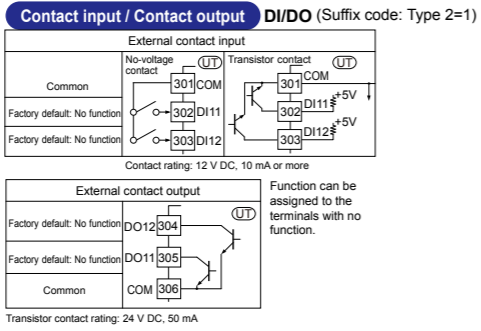 Contact input / Contact output DI/DO (Suffix code: Type 2=1)
External contact input
No-voltage contact UT Transistor contact UT
Common 301 COM 301 COM
Factory default: No function 302 DI11 302 DI11 +5V
Factory default: No function 303 DI12 303 DI12 +5V
Contact rating: 12 V DC, 10 mA or more
External contact output
UT
Factory default: No function DO12 304
Factory default: No function DO11 305
Common COM 306
Transistor contact rating: 24 V DC, 50 mA
Function can be
assigned to the
terminals with no
function.